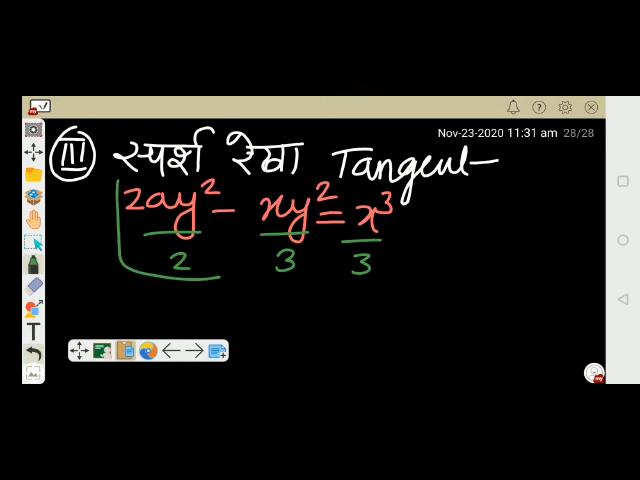 Nov-23-2020 11:31 am 28/28
III स्पर्श रेखा Tangent
2ay² - xy² = x³
2 3 3
T